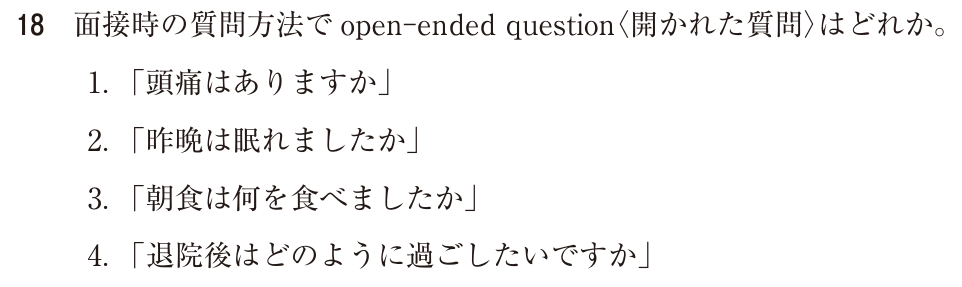 18 面接時の質問方法で open-ended question〈開かれた質問〉はどれか。
1. 「頭痛はありますか」
2. 「昨晩は眠れましたか」
3. 「朝食は何を食べましたか」
4. 「退院後はどのように過ごしたいですか」